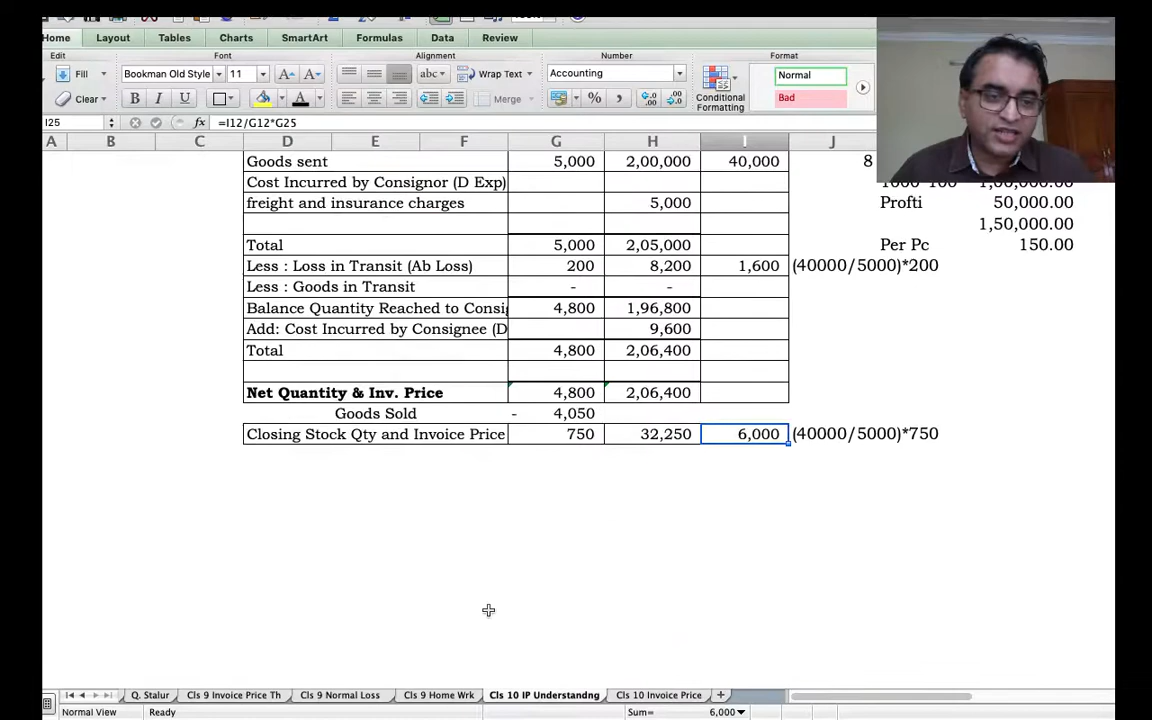 Home Layout Tables Charts SmartArt Formulas Data Review
Edit Font Alignment Number Format
Fill Bookman Old Style 11 A A abc Wrap Text Accounting Normal
Clear B I U A Merge % , Conditional Formatting Bad
I25 fx =I12/G12*G25
A B C D E F G H I J
Goods sent 5,000 2,00,000 40,000 8
Cost Incurred by Consignor (D Exp)
freight and insurance charges 5,000 Profti 50,000.00
1,50,000.00
Total 5,000 2,05,000 Per Pc 150.00
Less : Loss in Transit (Ab Loss) 200 8,200 1,600 (40000/5000)*200
Less : Goods in Transit - -
Balance Quantity Reached to Consi 4,800 1,96,800
Add: Cost Incurred by Consignee (D 9,600
Total 4,800 2,06,400
Net Quantity & Inv. Price 4,800 2,06,400
Goods Sold - 4,050
Closing Stock Qty and Invoice Price 750 32,250 6,000 (40000/5000)*750
Q. Stalur Cls 9 Invoice Price Th Cls 9 Normal Loss Cls 9 Home Wrk Cls 10 IP Understandng Cls 10 Invoice Price +
Normal View Ready Sum= 6,000